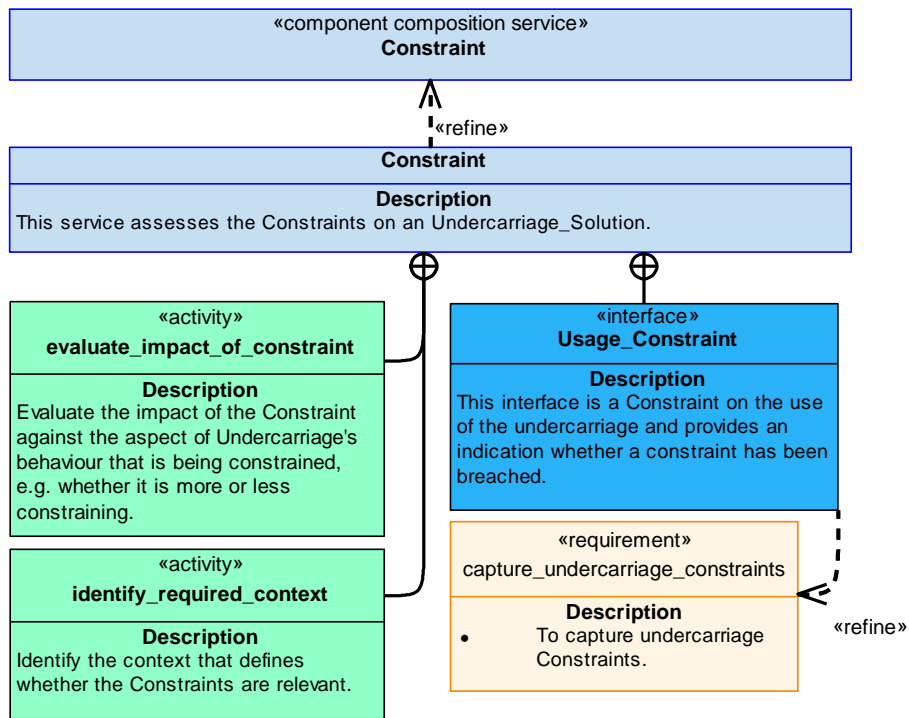 «component composition service»
Constraint
«refine»
Constraint
Description
This service assesses the Constraints on an Undercarriage_Solution.
«activity»
evaluate_impact_of_constraint
Description
Evaluate the impact of the Constraint
against the aspect of Undercarriage's
behaviour that is being constrained,
e.g. whether it is more or less
constraining.
«interface»
Usage_Constraint
Description
This interface is a Constraint on the use
of the undercarriage and provides an
indication whether a constraint has been
breached.
«activity»
identify_required_context
Description
Identify the context that defines
whether the Constraints are relevant.
«requirement»
capture_undercarriage_constraints
Description
• To capture undercarriage
Constraints.
«refine»